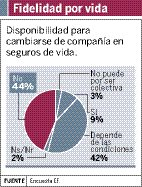 Fidelidad por vida
Disponibilidad para
cambiarse de compañía en
seguros de vida.
No
44%
No puede
por ser
colectiva
3%
Sí
9%
Depende
de las
condiciones
42%
Ns/Nr
2%
FUENTE Encuesta CE